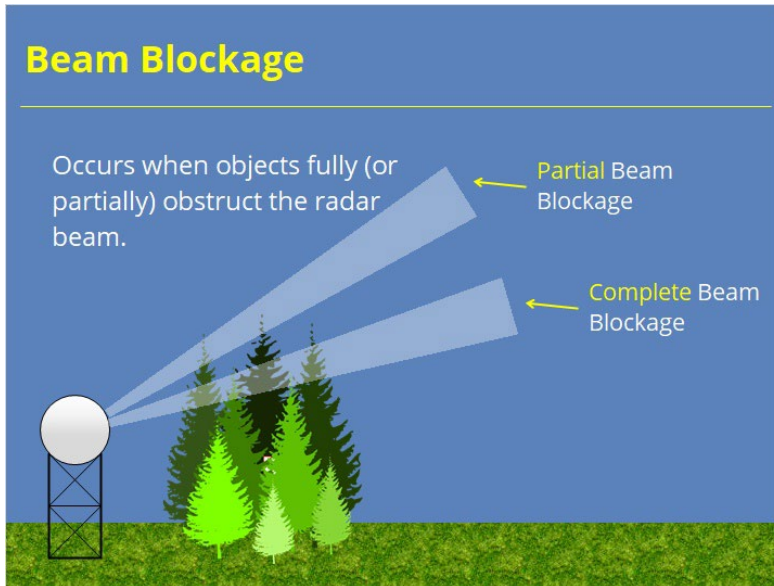 Beam Blockage
Occurs when objects fully (or
partially) obstruct the radar
beam.
Partial Beam
Blockage
Complete Beam
Blockage